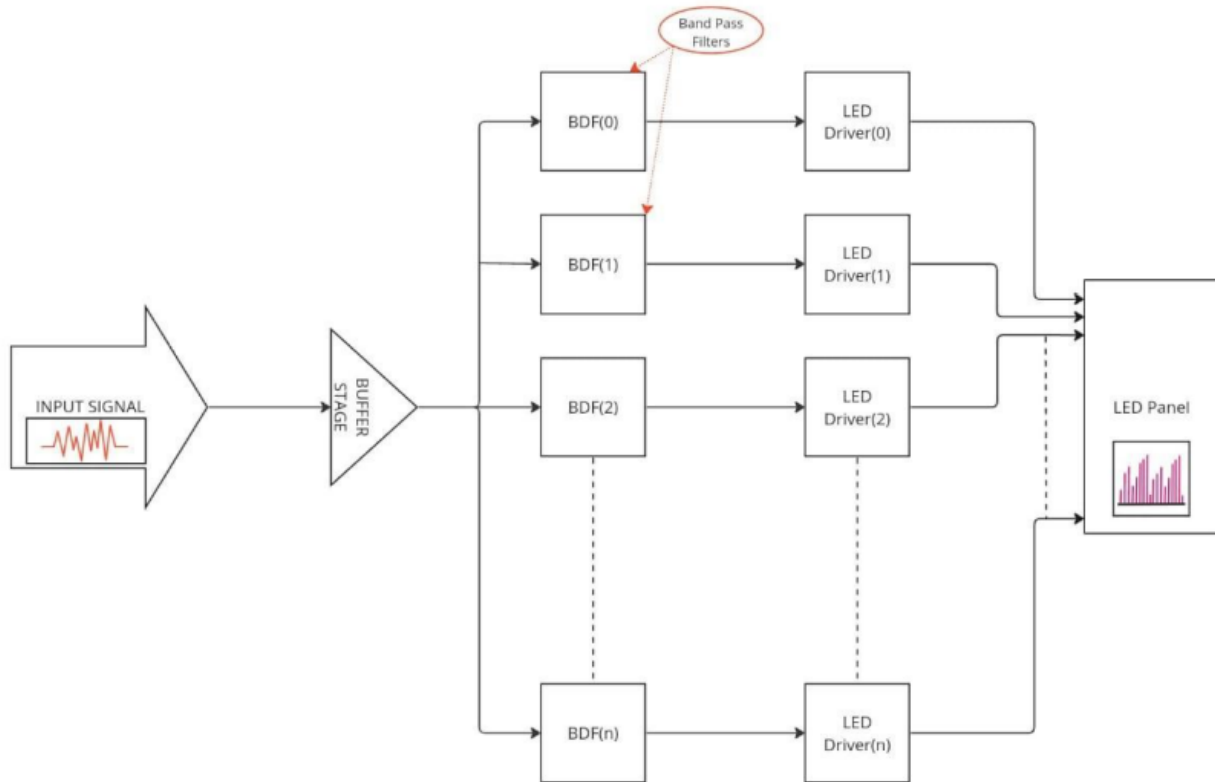 Band Pass
Filters
BDF(0)
LED
Driver(0)
BDF(1)
LED
Driver(1)
INPUT SIGNAL
BUFFER
STAGE
BDF(2)
LED
Driver(2)
LED Panel
BDF(n)
LED
Driver(n)